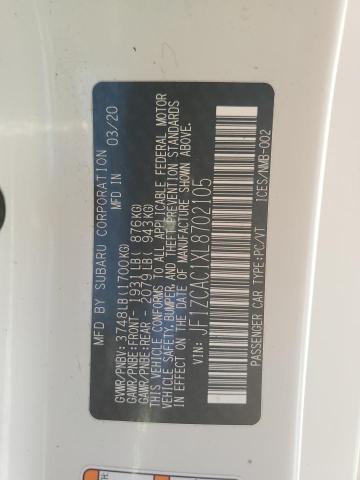 MFD BY SUBARU CORPORATION
MFD IN 03/20
GVWR/PNBV: 3748LB(1700KG)
GAWR/PNBE:FRONT- 1931LB( 876KG)
GAWR/PNBE:REAR - 2079LB( 943KG)
THIS VEHICLE CONFORMS TO ALL APPLICABLE FEDERAL MOTOR
VEHICLE SAFETY, BUMPER, AND THEFT PREVENTION STANDARDS
IN EFFECT ON THE DATE OF MANUFACTURE SHOWN ABOVE.
VIN: JF1ZCAC1XL8702105
PASSENGER CAR TYPE:PC/VT ICES/NMB-002